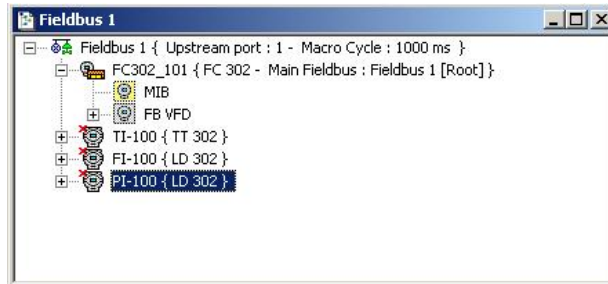 Fieldbus 1
Fieldbus 1 { Upstream port : 1 - Macro Cycle : 1000 ms }
FC302_101 { FC 302 - Main Fieldbus : Fieldbus 1 [Root] }
MIB
FB VFD
TI-100 { TT 302 }
FI-100 { LD 302 }
PI-100 { LD 302 }